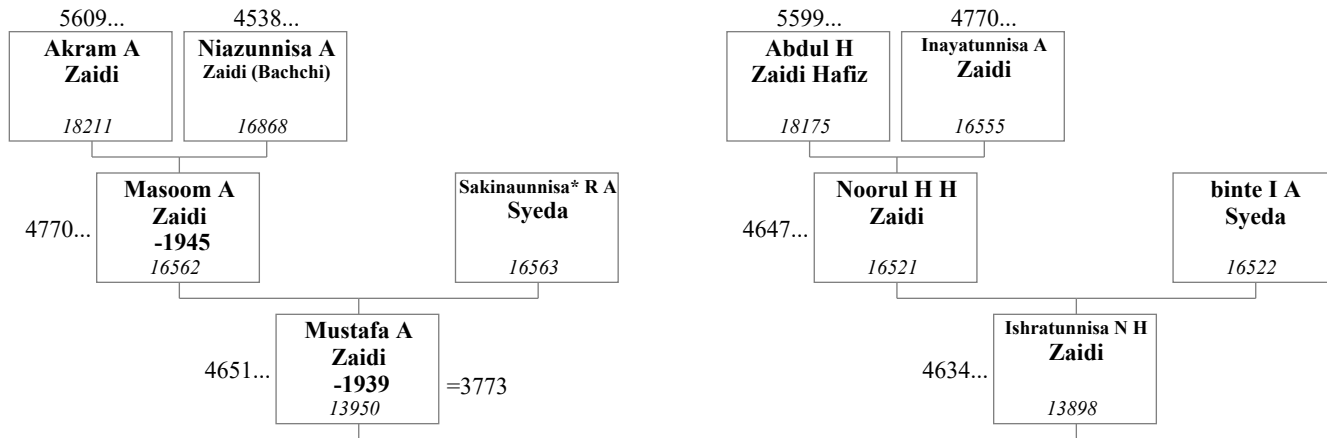 5609...
4538...
5599...
4770...
Akram A
Zaidi
18211
Niazunnisa A
Zaidi (Bachchi)
16868
Abdul H
Zaidi Hafiz
18175
Inayatunnisa A
Zaidi
16555
4770...
Masoom A
Zaidi
-1945
16562
Sakinaunnisa* R A
Syeda
16563
4647...
Noorul H H
Zaidi
16521
binte I A
Syeda
16522
4651...
Mustafa A
Zaidi
-1939
13950
=3773
4634...
Ishratunnisa N H
Zaidi
13898